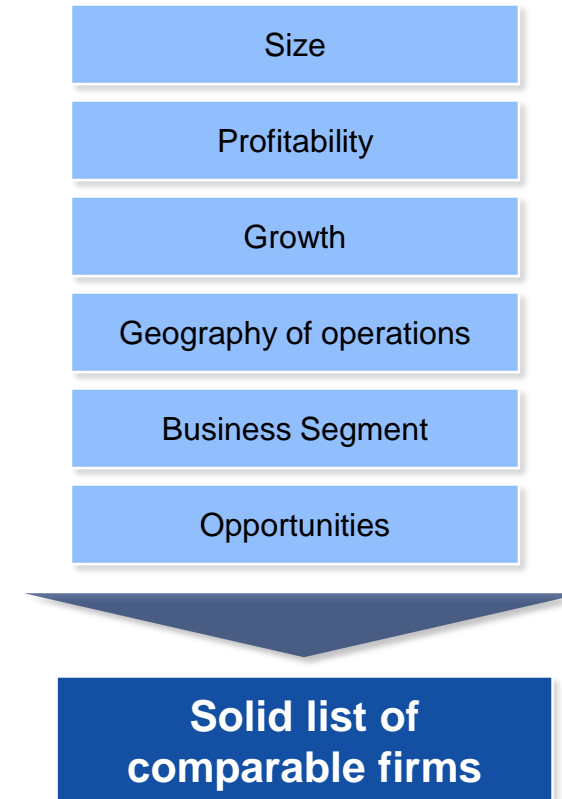 Size
Profitability
Growth
Geography of operations
Business Segment
Opportunities
Solid list of
comparable firms